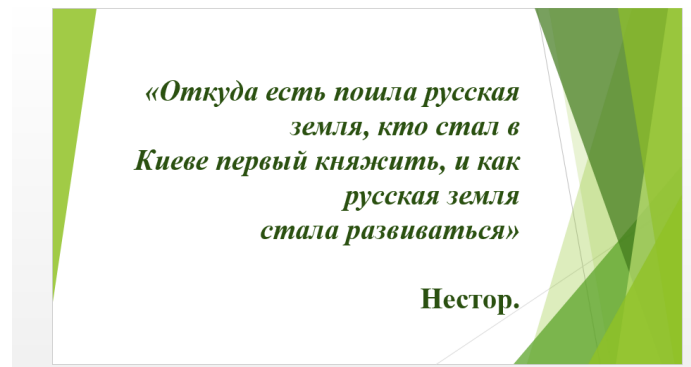 «Откуда есть пошла русская
земля, кто стал в
Киеве первый княжить, и как
русская земля
стала развиваться»
Нестор.